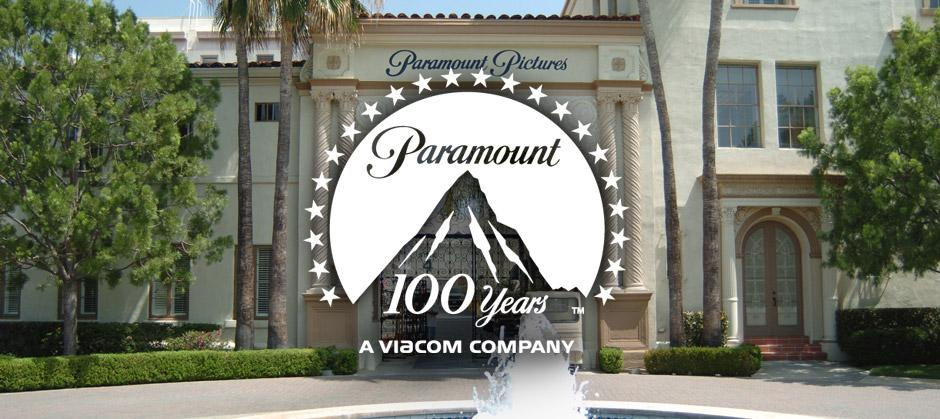 Paramount Pictures
Paramount
100 Years
TM
A VIACOM COMPANY